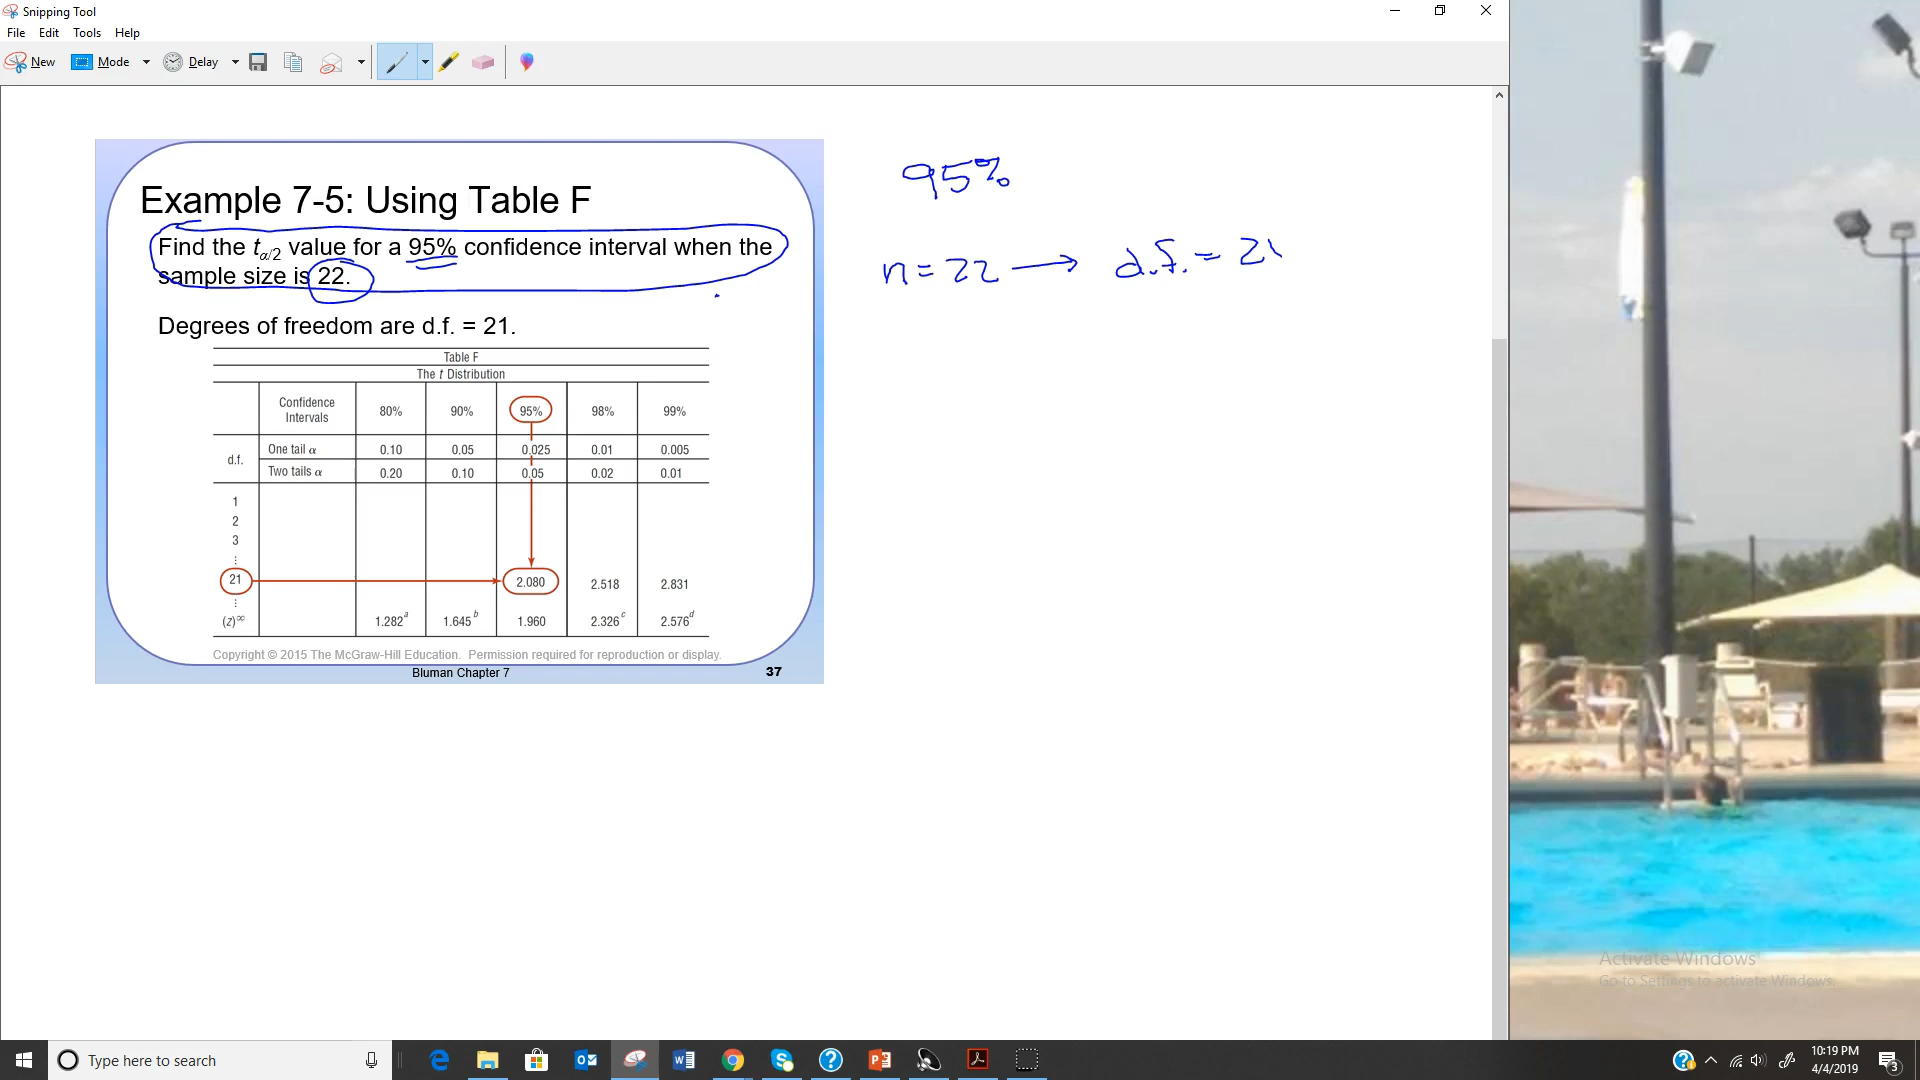 Snipping Tool
File Edit Tools Help
New Mode Delay
Example 7-5: Using Table F
Find the tα/2 value for a 95% confidence interval when the
sample size is 22.
Degrees of freedom are d.f. = 21.
Table F
The t Distribution
Confidence Intervals 80% 90% 95% 98% 99%
d.f.
One tail α 0.10 0.05 0.025 0.01 0.005
Two tails α 0.20 0.10 0.05 0.02 0.01
1
2
3
⋮
21 2.080 2.518 2.831
⋮
(z)∞ 1.282a 1.645b 1.960 2.326c 2.576d
Copyright © 2015 The McGraw-Hill Education. Permission required for reproduction or display.
Bluman Chapter 7 37
95%
n = 22 → d.f. = 21
Activate Windows
Go to Settings to activate Windows.
Type here to search
10:19 PM
4/4/2019
3